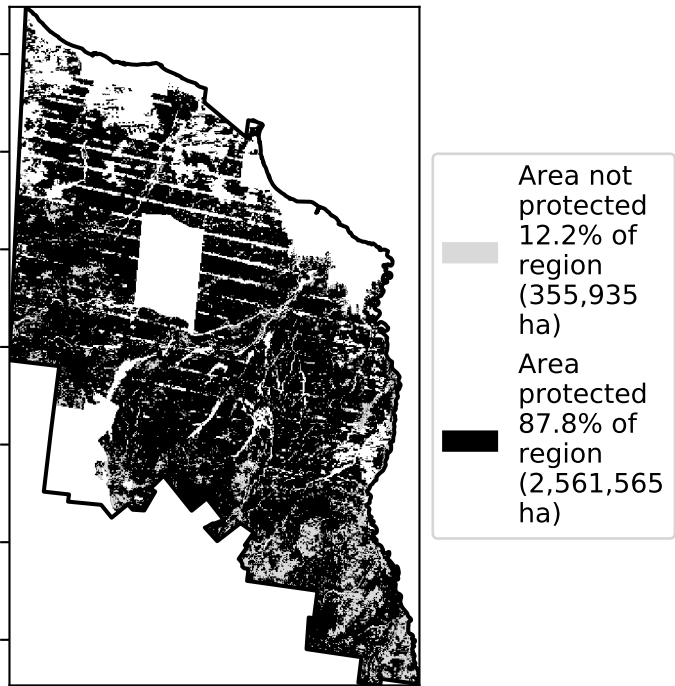 Area not
protected
12.2% of
region
(355,935
ha)
Area
protected
87.8% of
region
(2,561,565
ha)